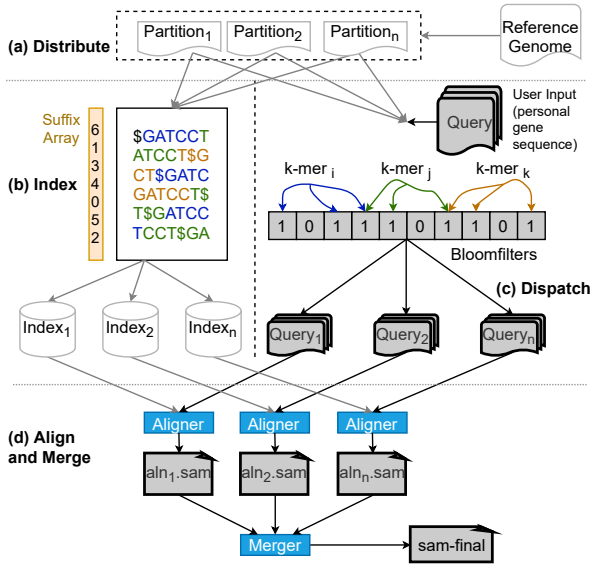 (a) Distribute
Partition1
Partition2
Partitionn
Reference
Genome
User Input
(personal
gene
sequence)
Query
Suffix
Array
6
1
3
4
0
5
2
$GATCCT
ATCCT$G
CT$GATC
GATCCT$
T$GATCC
TCCT$GA
(b) Index
k-mer i
k-mer j
k-mer k
1 0 1 1 1 0 1 1 0 1
Bloomfilters
(c) Dispatch
Index1
Index2
Indexn
Query1
Query2
Queryn
(d) Align
and Merge
Aligner
Aligner
Aligner
aln1.sam
aln2.sam
alnn.sam
Merger
sam-final